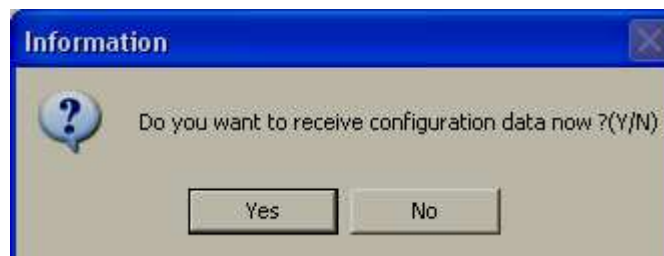 Information
Do you want to receive configuration data now ?(Y/N)
Yes No